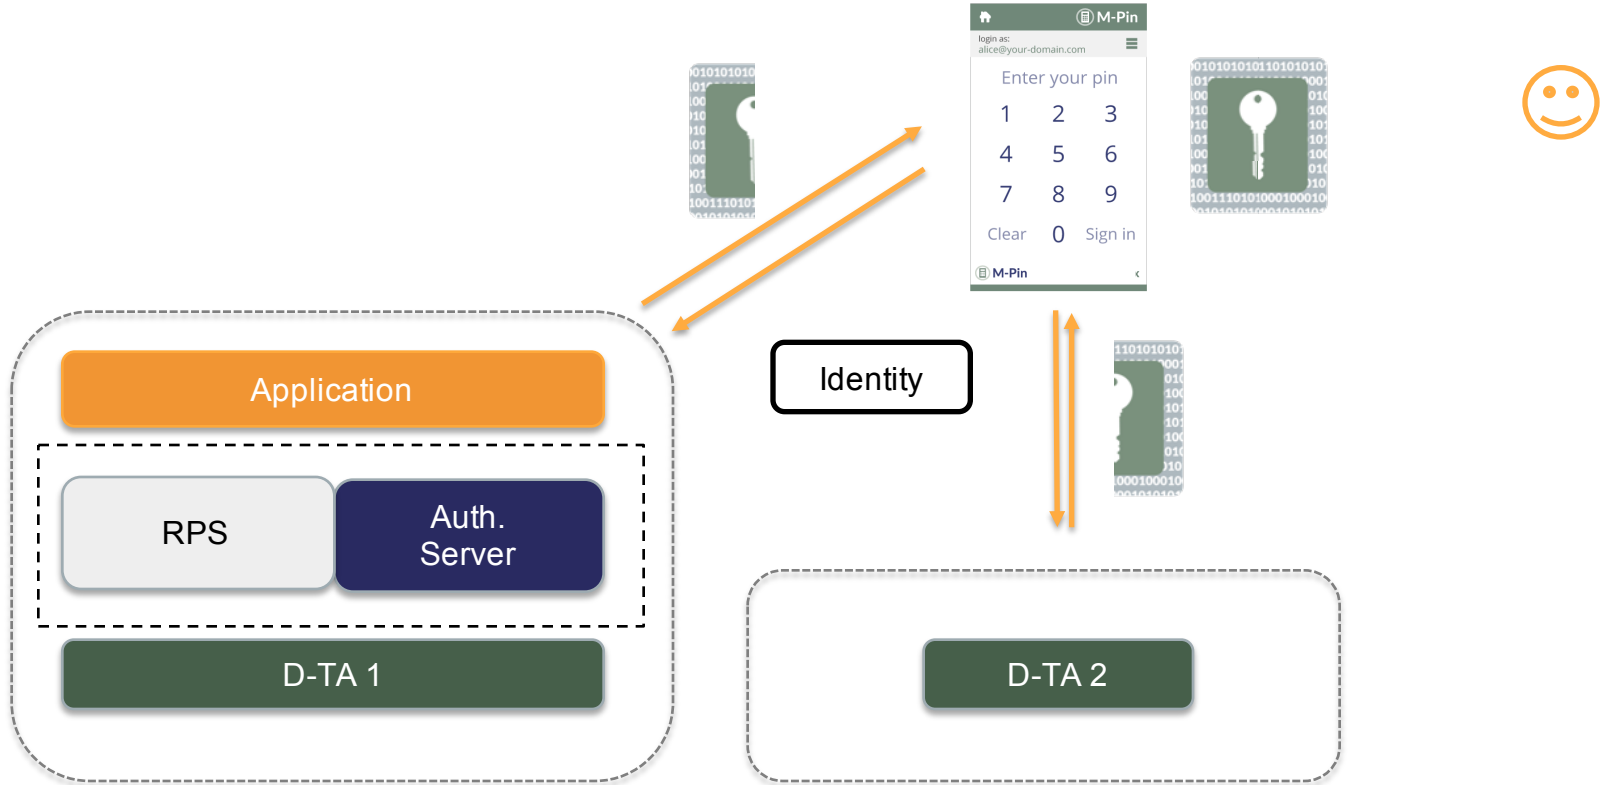 M-Pin
login as:
alice@your-domain.com
Enter your pin
1 2 3
4 5 6
7 8 9
Clear 0 Sign in
M-Pin
Identity
Application
RPS
Auth.
Server
D-TA 1
D-TA 2